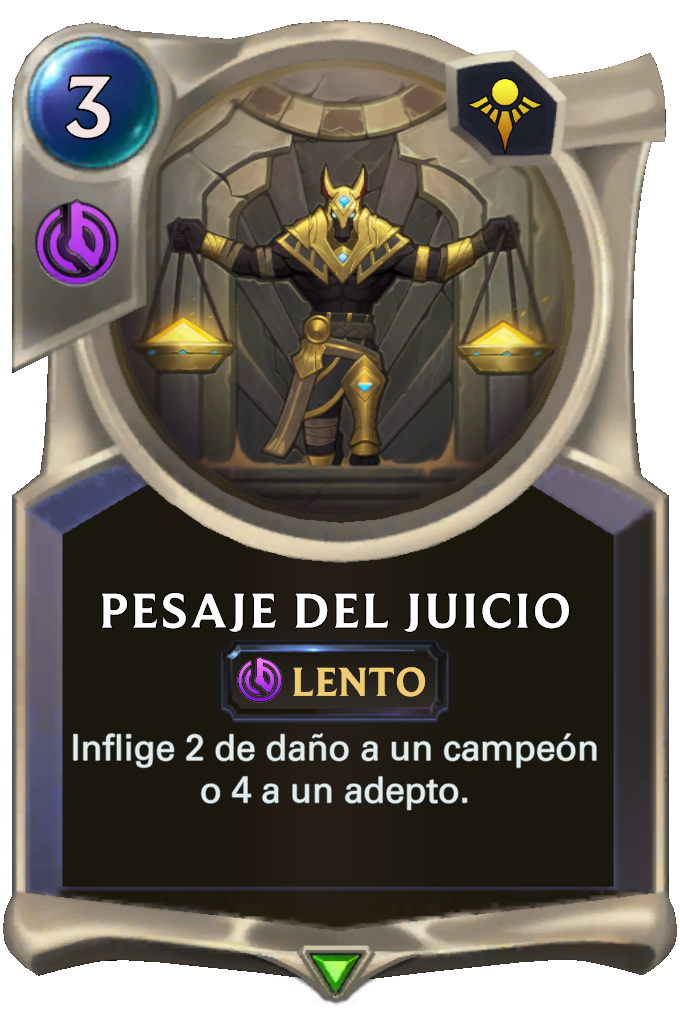 3
PESAJE DEL JUICIO
LENTO
Inflige 2 de daño a un campeón
o 4 a un adepto.